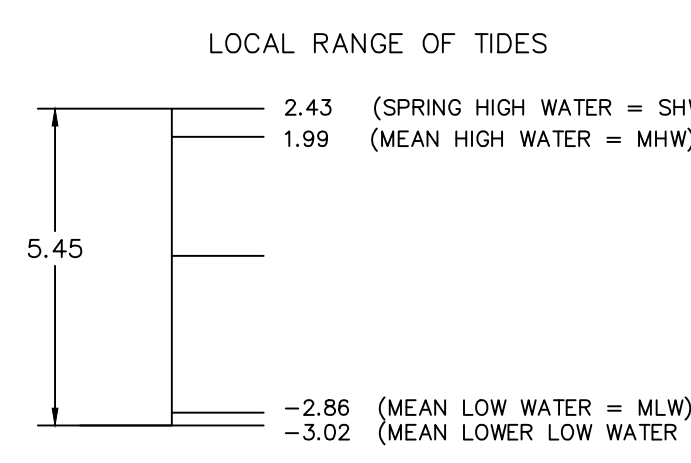 LOCAL RANGE OF TIDES
2.43 (SPRING HIGH WATER =
1.99 (MEAN HIGH WATER = MHW)
5.45
−2.86 (MEAN LOW WATER = MLW)
−3.02 (MEAN LOWER LOW WATER